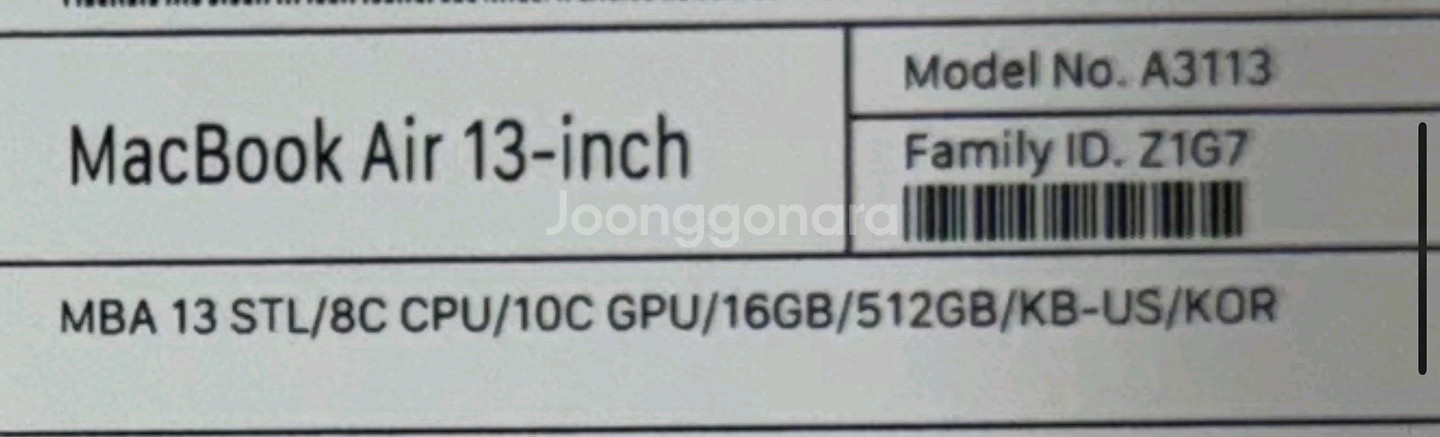 Model No. A3113
MacBook Air 13-inch
Family ID. Z1G7
Joonggonara
MBA 13 STL/8C CPU/10C GPU/16GB/512GB/KB-US/KOR